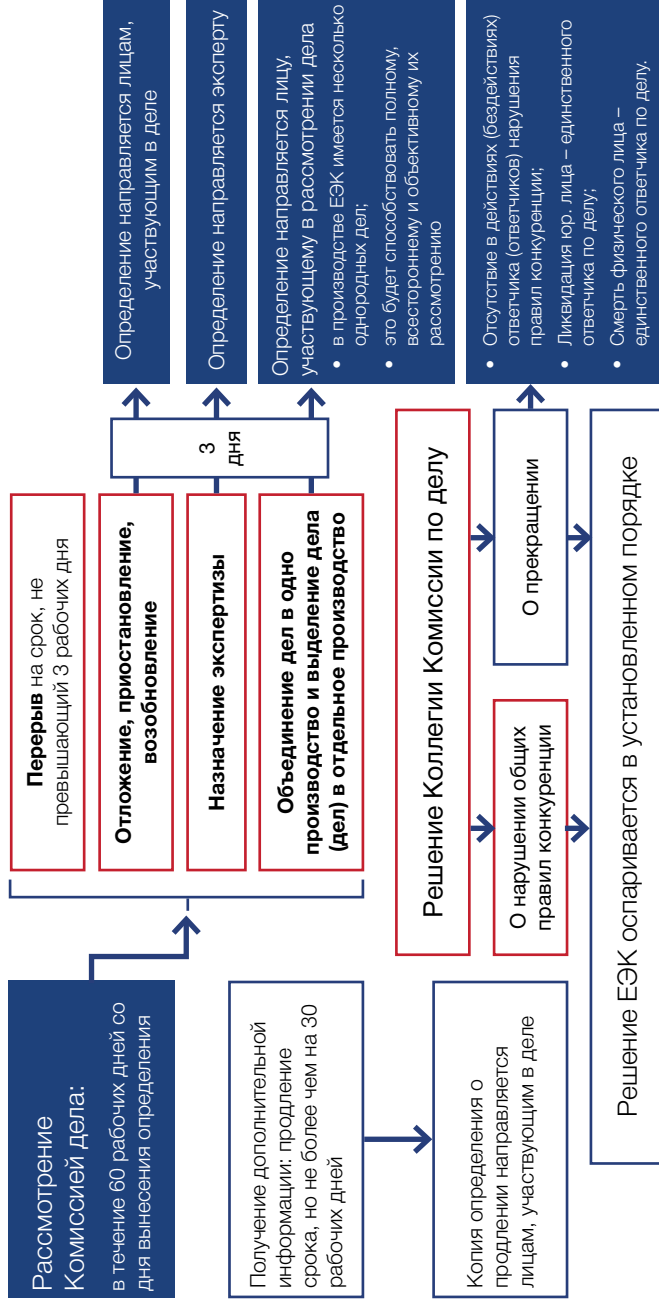 Рассмотрение
Комиссией дела:
в течение 60 рабочих дней со
дня вынесения определения
Получение дополнительной
информации: продление
срока, но не более чем на 30
рабочих дней
Копия определения о
продлении направляется
лицам, участвующим в деле
Перерыв на срок, не
превышающий 3 рабочих дня
Отложение, приостановление,
возобновление
Назначение экспертизы
Объединение дел в одно
производство и выделение дела
(дел) в отдельное производство
3
дня
Определение направляется лицам,
участвующим в деле
Определение направляется эксперту
Определение направляется лицу,
участвующему в рассмотрении дела
• в производстве ЕЭК имеется несколько
однородных дел;
• это будет способствовать полному,
всестороннему и объективному их
рассмотрению
Решение Коллегии Комиссии по делу
О нарушении общих
правил конкуренции
О прекращении
• Отсутствие в действиях (бездействиях)
ответчика (ответчиков) нарушения
правил конкуренции;
• Ликвидация юр. лица – единственного
ответчика по делу;
• Смерть физического лица –
единственного ответчика по делу.
Решение ЕЭК оспаривается в установленном порядке